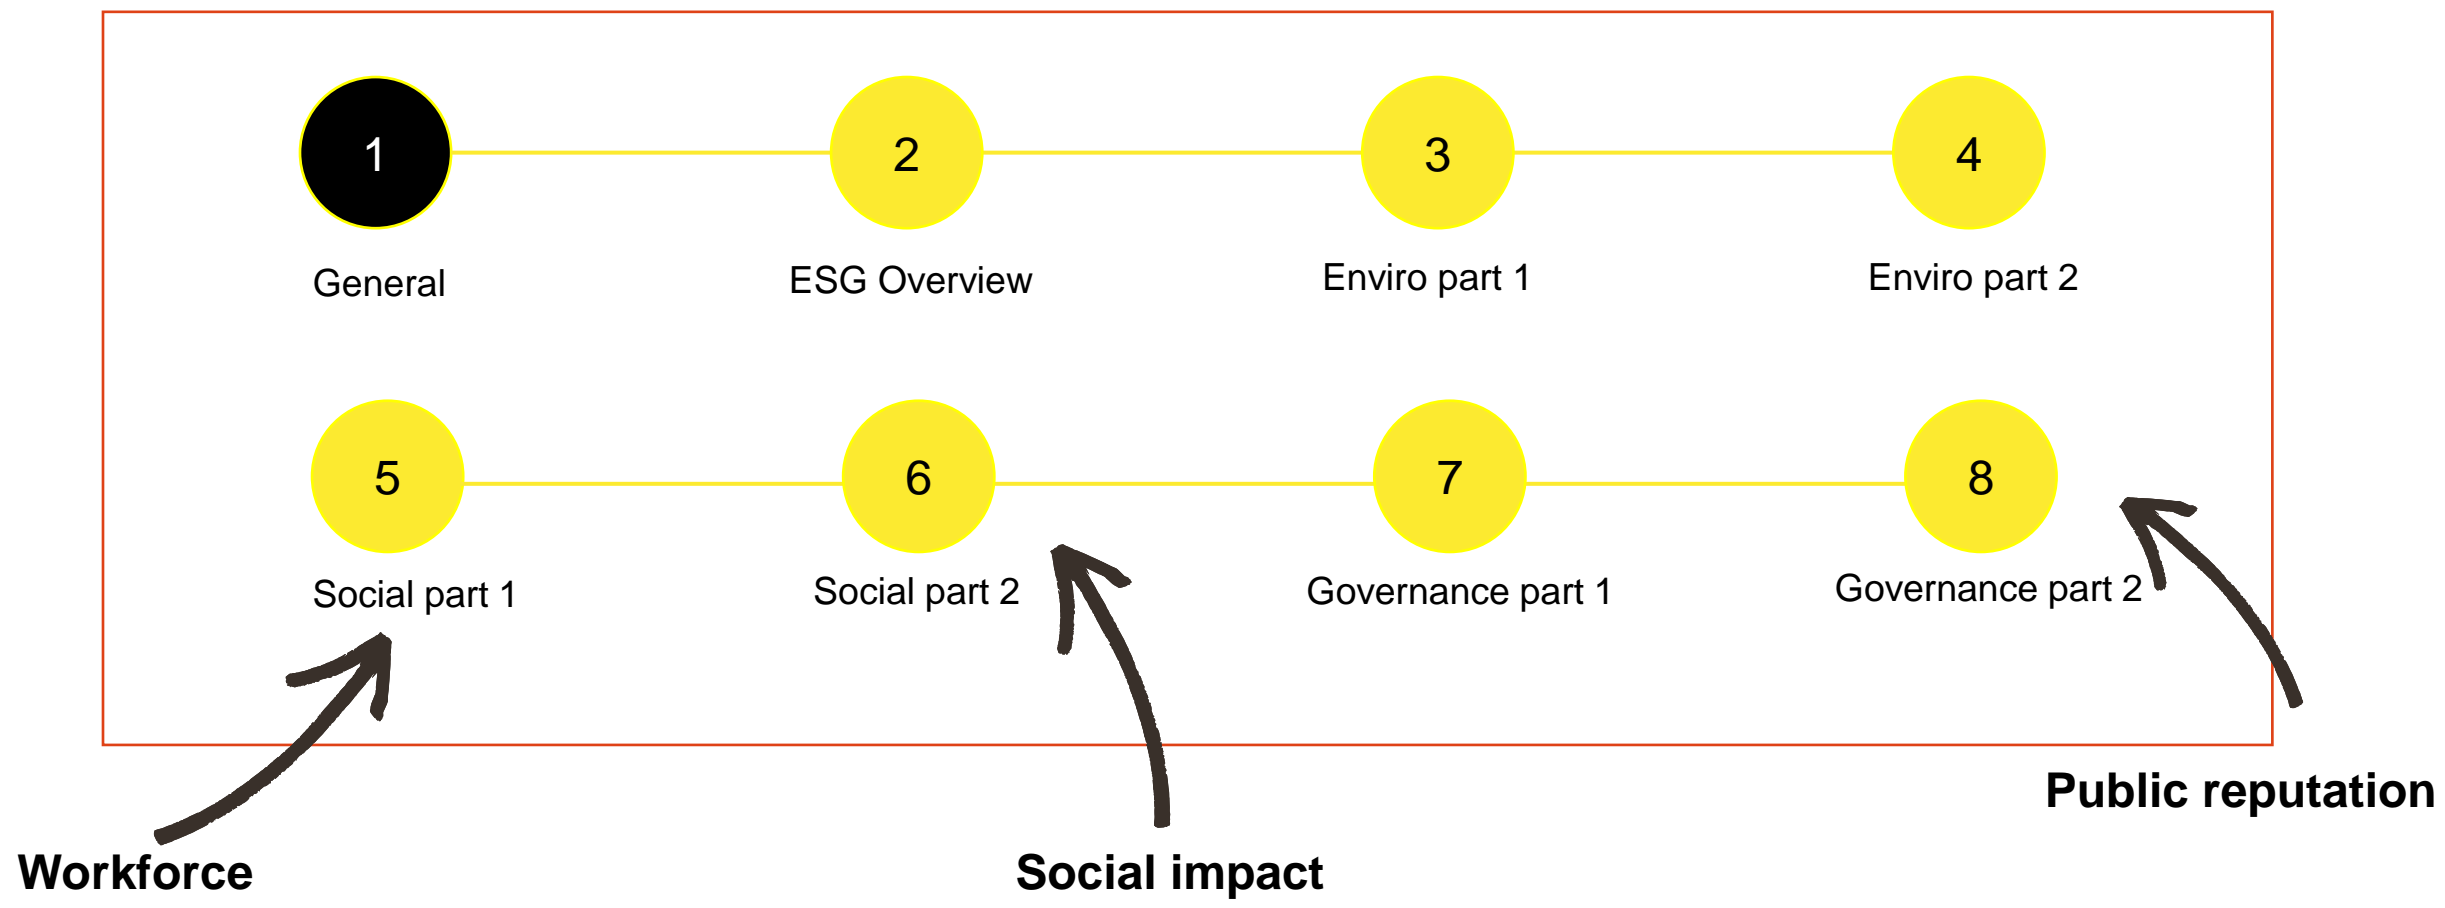 1
2
3
4
General
ESG Overview
Enviro part 1
Enviro part 2
5
6
7
8
Social part 1
Social part 2
Governance part 1
Governance part 2
Workforce
Social impact
Public reputation